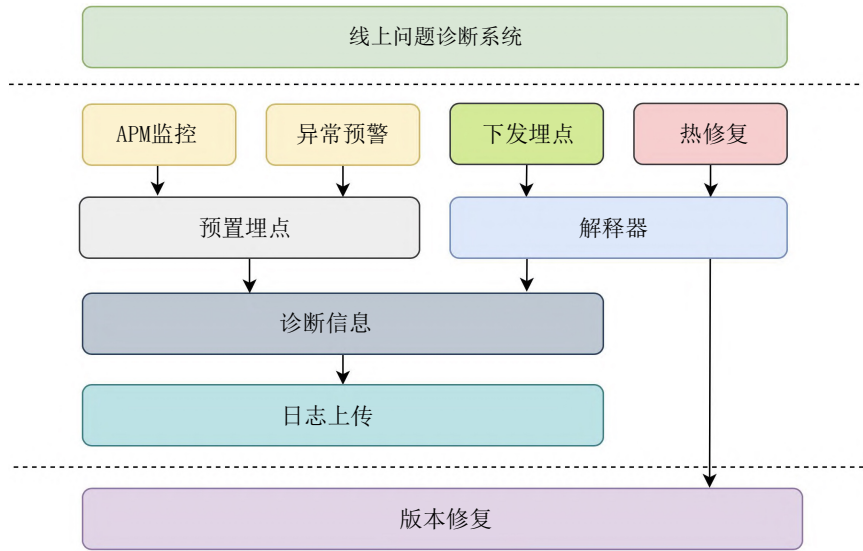 线上问题诊断系统
APM监控
异常预警
下发埋点
热修复
预置埋点
解释器
诊断信息
日志上传
版本修复